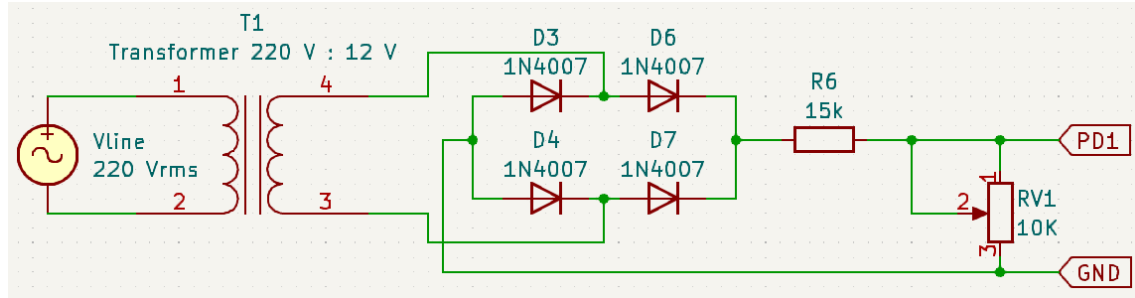 T1
Transformer 220 V : 12 V
1
4
2
3
Vline
220 Vrms
D3
1N4007
D6
1N4007
D4
1N4007
D7
1N4007
R6
15k
PD1
1
2
3
RV1
10K
GND